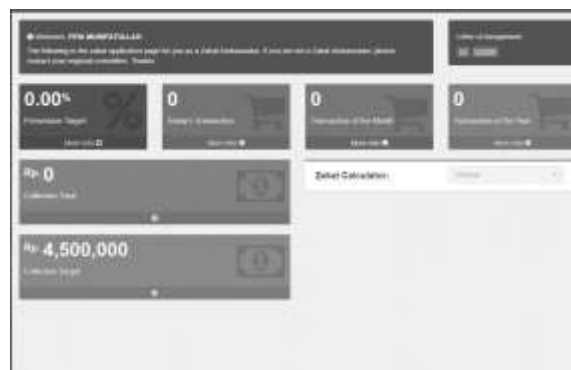 Welcome,
The following is the zakat application page for you as a Zakat Ambassador. If you are not a Zakat Ambassador, please
contact your regional committee. Thanks
Letter of Assignment
0.00%
Percentage Target
More info
0
Today's Transaction
More info
0
Transaction of the Month
More info
0
Transaction of the Year
More info
Rp 0
Collection Total
Zakat Calculation
Rp 4,500,000
Collection Target